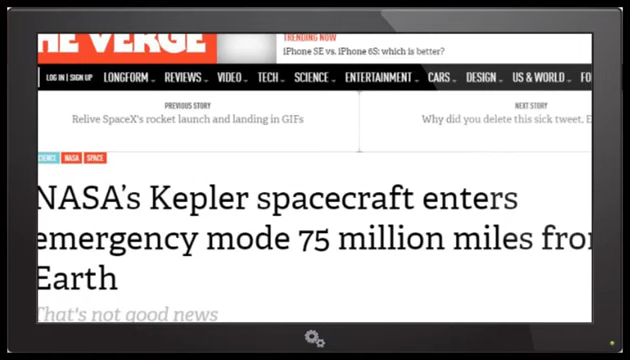 HE VERGE
TRENDING NOW
iPhone SE vs. iPhone 6S: which is better?
LOG IN | SIGN UP LONGFORM REVIEWS VIDEO TECH SCIENCE ENTERTAINMENT CARS DESIGN US & WORLD FO
PREVIOUS STORY
Relive SpaceX's rocket launch and landing in GIFs
NEXT STORY
Why did you delete this sick tweet, E
CIENCE NASA SPACE
NASA's Kepler spacecraft enters
emergency mode 75 million miles from
Earth
That's not good news